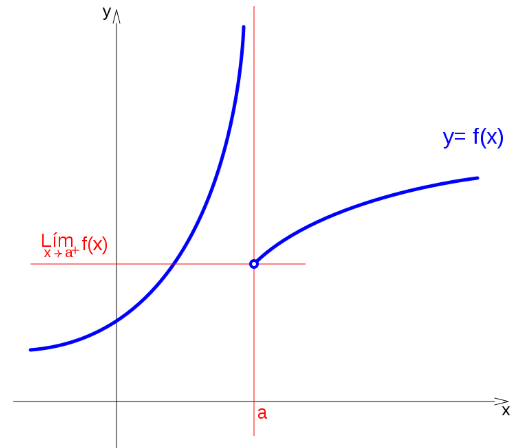 y
y= f(x)
Lím f(x)
x→a+
a
x